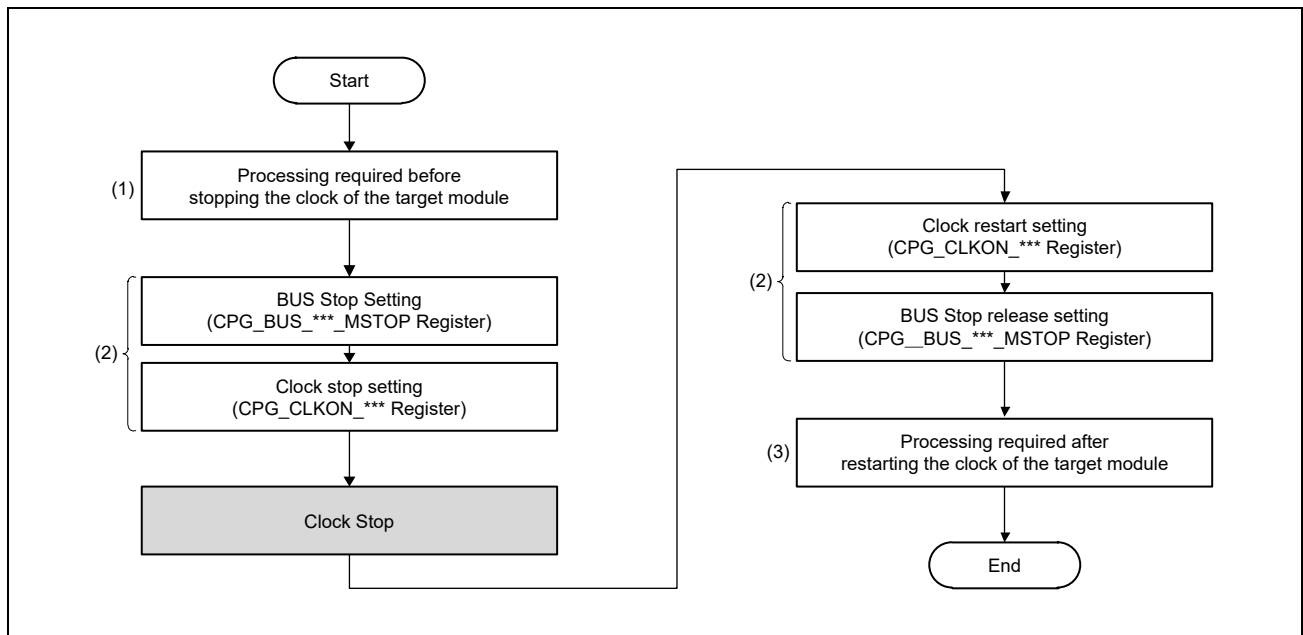 Start
(1)
Processing required before
stopping the clock of the target module
(2)
BUS Stop Setting
(CPG_BUS_***_MSTOP Register)
Clock stop setting
(CPG_CLKON_*** Register)
Clock Stop
(2)
Clock restart setting
(CPG_CLKON_*** Register)
BUS Stop release setting
(CPG__BUS_***_MSTOP Register)
(3)
Processing required after
restarting the clock of the target module
End